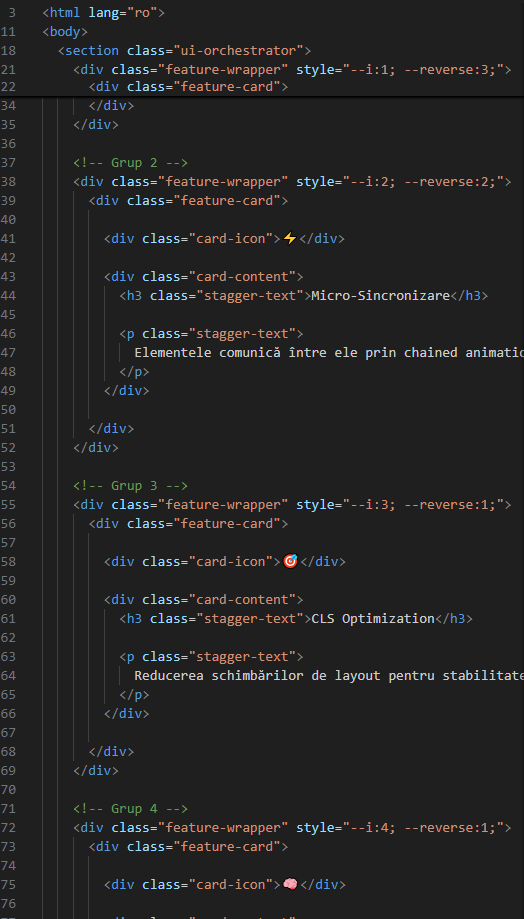 3 <html lang="ro">
11 <body>
18 <section class="ui-orchestrator">
21 <div class="feature-wrapper" style="--i:1; --reverse:3;">
22 <div class="feature-card">
34 </div>
35 </div>
36
37 <!-- Grup 2 -->
38 <div class="feature-wrapper" style="--i:2; --reverse:2;">
39 <div class="feature-card">
40
41 <div class="card-icon">⚡</div>
42
43 <div class="card-content">
44 <h3 class="stagger-text">Micro-Sincronizare</h3>
45
46 <p class="stagger-text">
47 Elementele comunică între ele prin chained animatio
48 </p>
49 </div>
50
51 </div>
52 </div>
53
54 <!-- Grup 3 -->
55 <div class="feature-wrapper" style="--i:3; --reverse:1;">
56 <div class="feature-card">
57
58 <div class="card-icon">🎯</div>
59
60 <div class="card-content">
61 <h3 class="stagger-text">CLS Optimization</h3>
62
63 <p class="stagger-text">
64 Reducerea schimbărilor de layout pentru stabilitate
65 </p>
66 </div>
67
68 </div>
69 </div>
70
71 <!-- Grup 4 -->
72 <div class="feature-wrapper" style="--i:4; --reverse:1;">
73 <div class="feature-card">
74
75 <div class="card-icon">🧠</div>
76